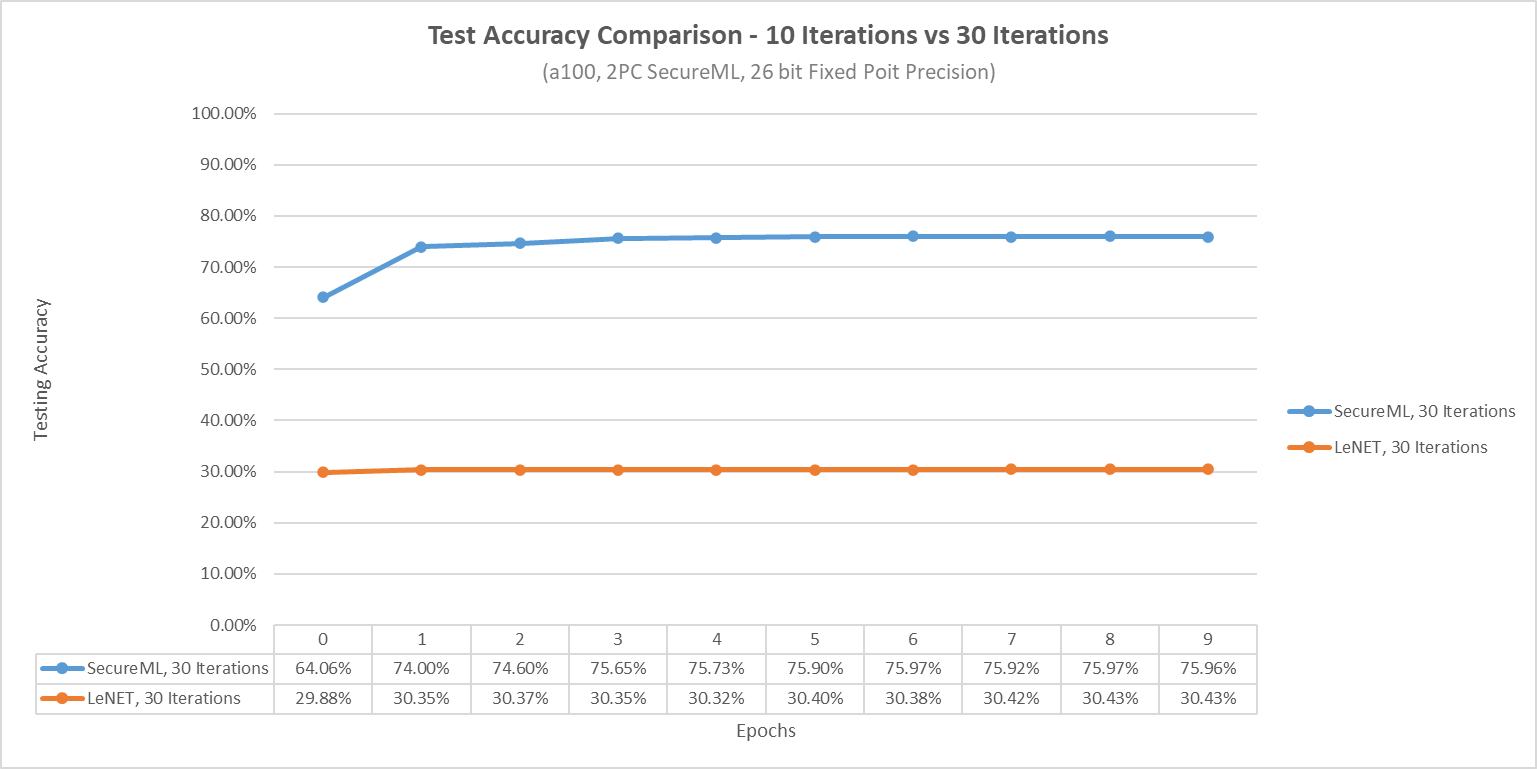 Test Accuracy Comparison - 10 Iterations vs 30 Iterations
(a100, 2PC SecureML, 26 bit Fixed Poit Precision)
Testing Accuracy
100.00%
90.00%
80.00%
70.00%
60.00%
50.00%
40.00%
30.00%
20.00%
10.00%
0.00%
SecureML, 30 Iterations
LeNET, 30 Iterations
0 1 2 3 4 5 6 7 8 9
SecureML, 30 Iterations 64.06% 74.00% 74.60% 75.65% 75.73% 75.90% 75.97% 75.92% 75.97% 75.96%
LeNET, 30 Iterations 29.88% 30.35% 30.37% 30.35% 30.32% 30.40% 30.38% 30.42% 30.43% 30.43%
Epochs